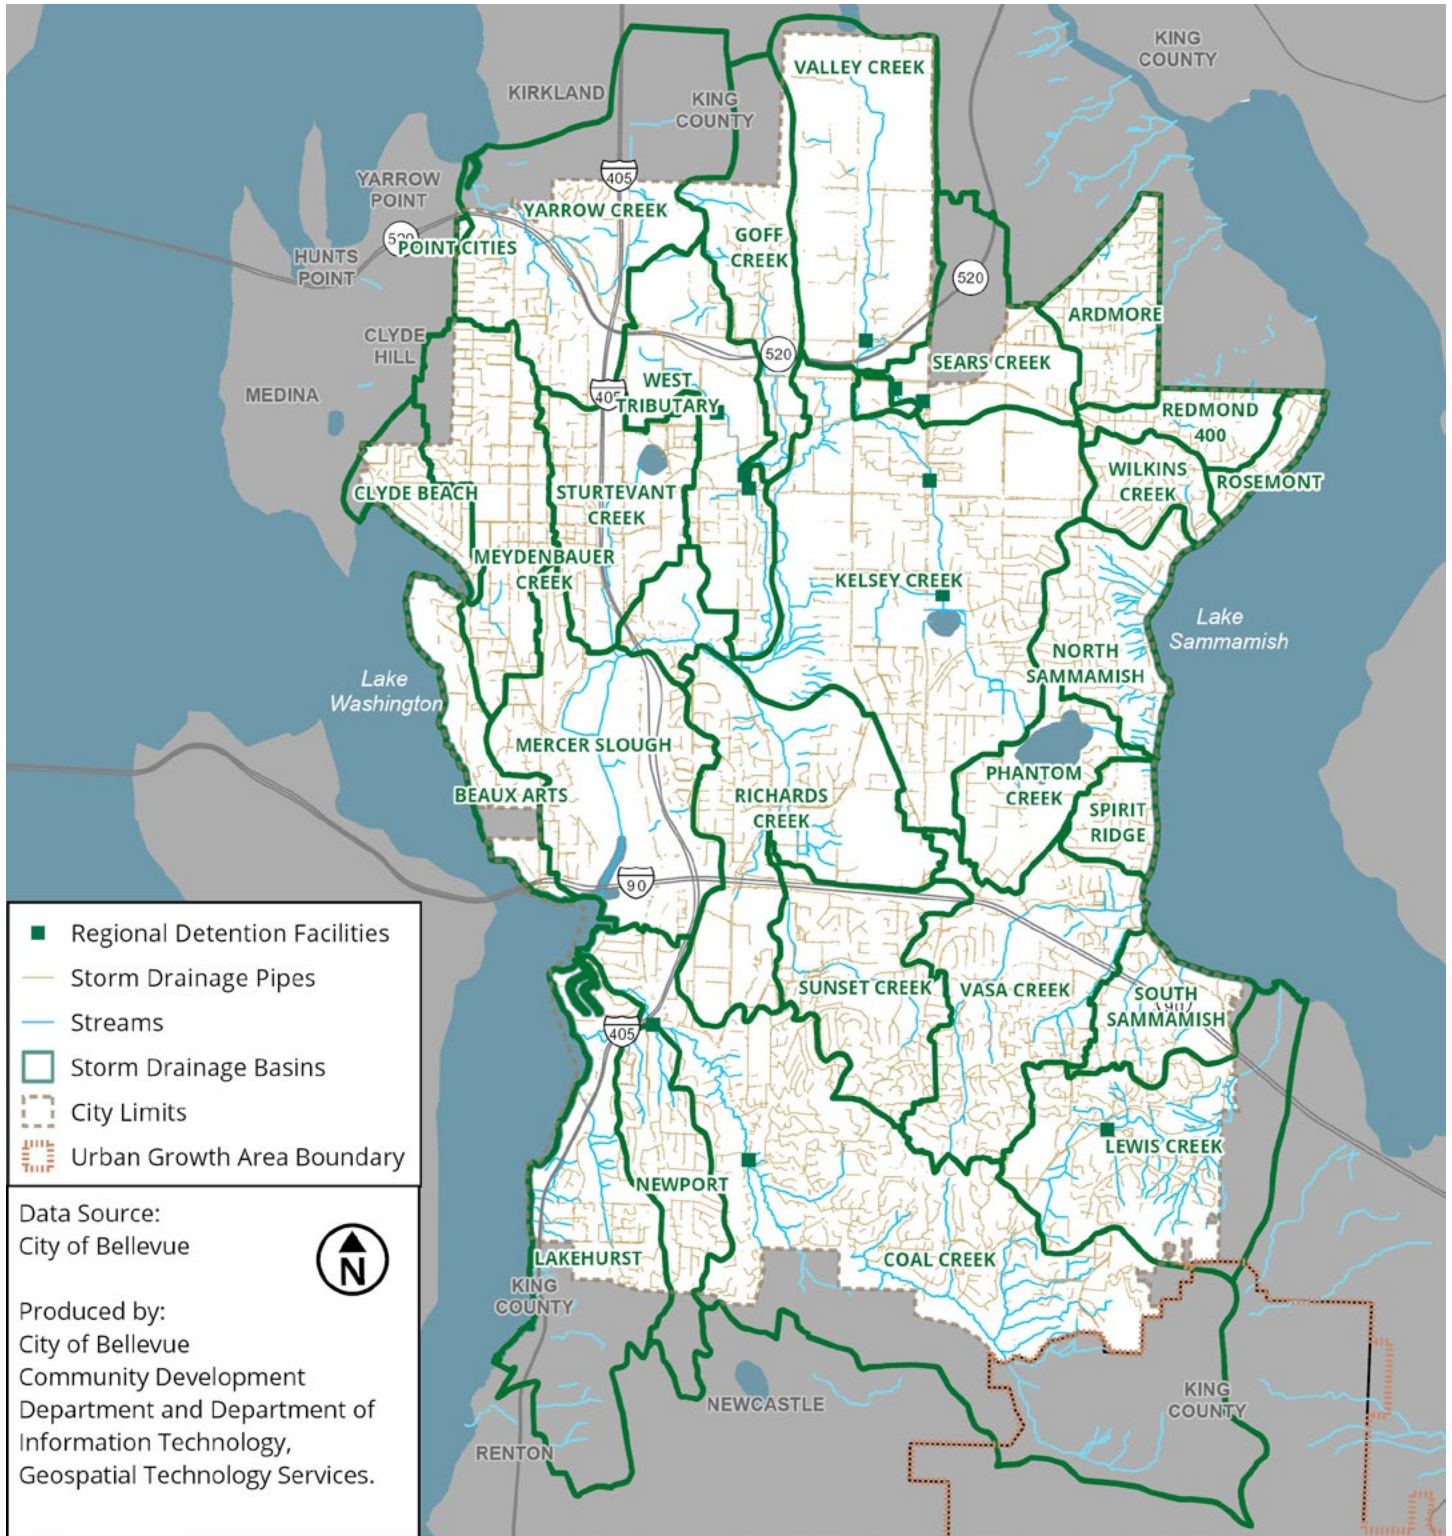 KING
COUNTY
VALLEY CREEK
KIRKLAND
KING
COUNTY
405
YARROW
POINT
YARROW CREEK
520
POINT CITIES
GOFF
CREEK
HUNTS
POINT
520
ARDMORE
CLYDE
HILL
520
SEARS CREEK
MEDINA
405
WEST
TRIBUTARY
REDMOND
400
WILKINS
CREEK
ROSEMONT
CLYDE BEACH
STURTEVANT
CREEK
MEYDENBAUER
CREEK
KELSEY CREEK
Lake
Sammamish
NORTH
SAMMAMISH
Lake
Washington
MERCER SLOUGH
PHANTOM
CREEK
BEAUX ARTS
RICHARDS
CREEK
SPIRIT
RIDGE
90
SUNSET CREEK
VASA CREEK
SOUTH
SAMMAMISH
90
405
LEWIS CREEK
NEWPORT
LAKEHURST
COAL CREEK
KING
COUNTY
NEWCASTLE
KING
COUNTY
RENTON
Regional Detention Facilities
Storm Drainage Pipes
Streams
Storm Drainage Basins
City Limits
Urban Growth Area Boundary
Data Source:
City of Bellevue
N
Produced by:
City of Bellevue
Community Development
Department and Department of
Information Technology,
Geospatial Technology Services.